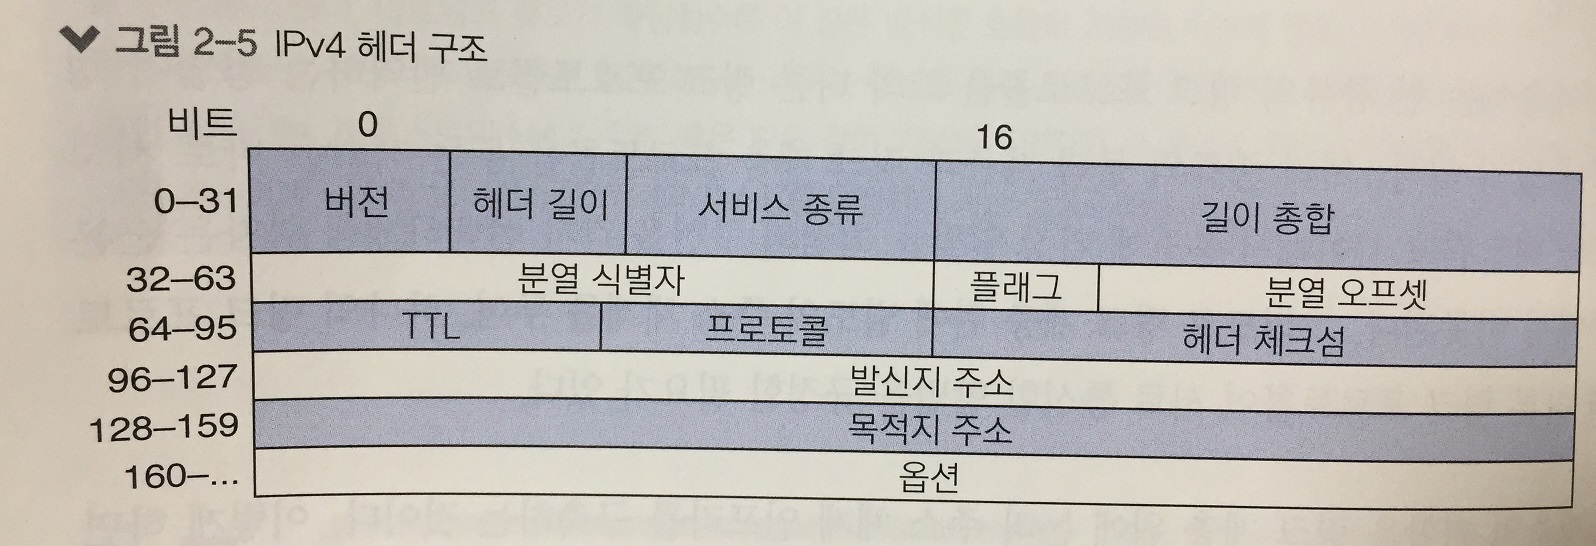 그림 2-5 IPv4 헤더 구조
비트 0 16
0-31 버전 헤더 길이 서비스 종류 길이 총합
32-63 분열 식별자 플래그 분열 오프셋
64-95 TTL 프로토콜 헤더 체크섬
96-127 발신지 주소
128-159 목적지 주소
160-... 옵션